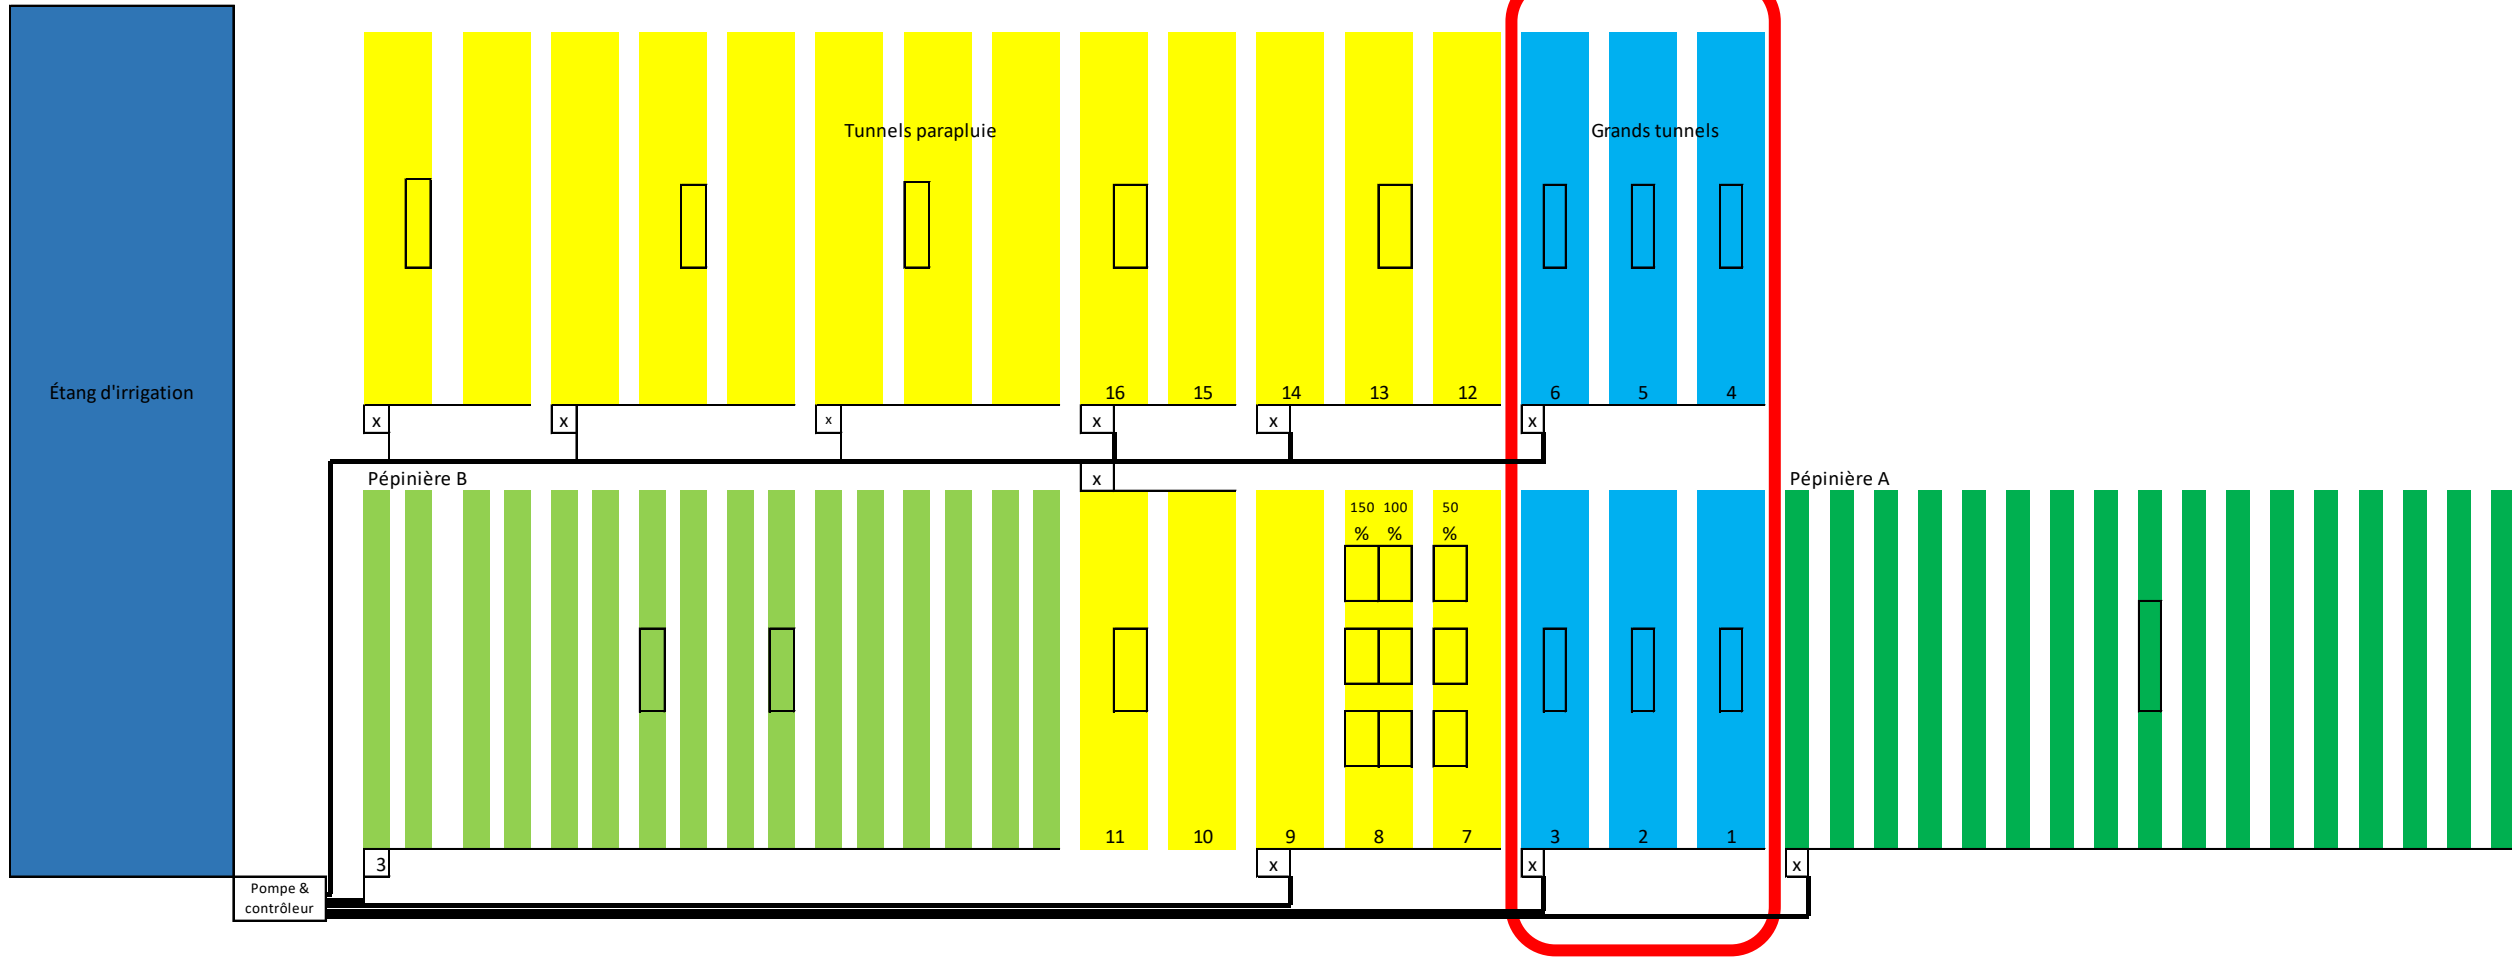 Tunnels parapluie
Grands tunnels
Étang d'irrigation
16 15 14 13 12 6 5 4
x x x x x x
Pépinière B
x
Pépinière A
150 100 50
% % %
11 10 9 8 7 3 2 1
3 x x x
Pompe &
contrôleur